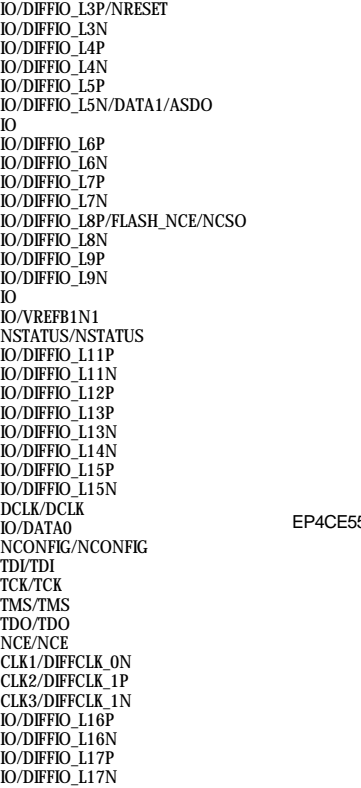 IO/DIFFIO_L3P/NRESET
IO/DIFFIO_L3N
IO/DIFFIO_L4P
IO/DIFFIO_L4N
IO/DIFFIO_L5P
IO/DIFFIO_L5N/DATA1/ASDO
IO
IO/DIFFIO_L6P
IO/DIFFIO_L6N
IO/DIFFIO_L7P
IO/DIFFIO_L7N
IO/DIFFIO_L8P/FLASH_NCE/NCSO
IO/DIFFIO_L8N
IO/DIFFIO_L9P
IO/DIFFIO_L9N
IO
IO/VREFB1N1
NSTATUS/NSTATUS
IO/DIFFIO_L11P
IO/DIFFIO_L11N
IO/DIFFIO_L12P
IO/DIFFIO_L13P
IO/DIFFIO_L13N
IO/DIFFIO_L14N
IO/DIFFIO_L15P
IO/DIFFIO_L15N
DCLK/DCLK
IO/DATA0
EP4CE55
NCONFIG/NCONFIG
TDI/TDI
TCK/TCK
TMS/TMS
TDO/TDO
NCE/NCE
CLK1/DIFFCLK_0N
CLK2/DIFFCLK_1P
CLK3/DIFFCLK_1N
IO/DIFFIO_L16P
IO/DIFFIO_L16N
IO/DIFFIO_L17P
IO/DIFFIO_L17N